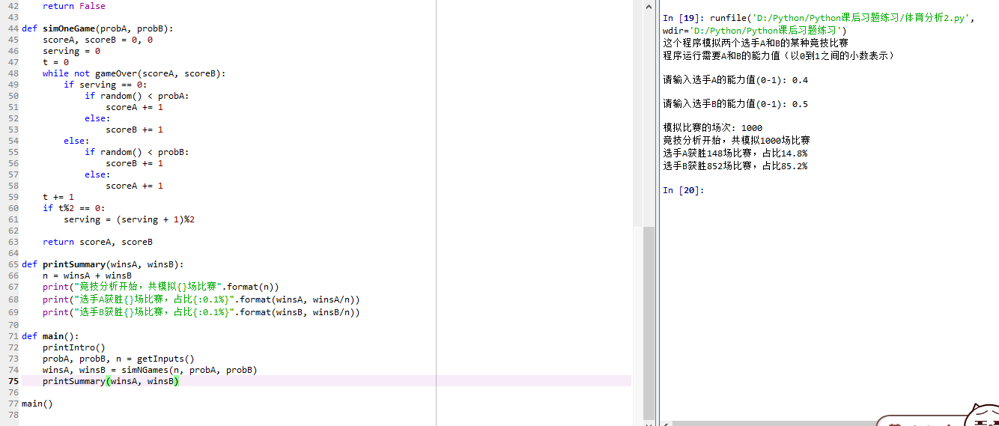 42     return False
43
44 def simOneGame(probA, probB):
45     scoreA, scoreB = 0, 0
46     serving = 0
47     t = 0
48     while not gameOver(scoreA, scoreB):
49         if serving == 0:
50             if random() < probA:
51                 scoreA += 1
52             else:
53                 scoreB += 1
54         else:
55             if random() < probB:
56                 scoreB += 1
57             else:
58                 scoreA += 1
59     t += 1
60     if t%2 == 0:
61         serving = (serving + 1)%2
62
63     return scoreA, scoreB
64
65 def printSummary(winsA, winsB):
66     n = winsA + winsB
67     print("竞技分析开始，共模拟{}场比赛".format(n))
68     print("选手A获胜{}场比赛，占比{:0.1%}".format(winsA, winsA/n))
69     print("选手B获胜{}场比赛，占比{:0.1%}".format(winsB, winsB/n))
70
71 def main():
72     printIntro()
73     probA, probB, n = getInputs()
74     winsA, winsB = simNGames(n, probA, probB)
75     printSummary(winsA, winsB)
76
77 main()
78
In [19]: runfile('D:/Python/Python课后习题练习/体育分析2.py',
wdir='D:/Python/Python课后习题练习')
这个程序模拟两个选手A和B的某种竞技比赛
程序运行需要A和B的能力值（以0到1之间的小数表示）
请输入选手A的能力值(0-1): 0.4
请输入选手B的能力值(0-1): 0.5
模拟比赛的场次: 1000
竞技分析开始，共模拟1000场比赛
选手A获胜148场比赛，占比14.8%
选手B获胜852场比赛，占比85.2%
In [20]: